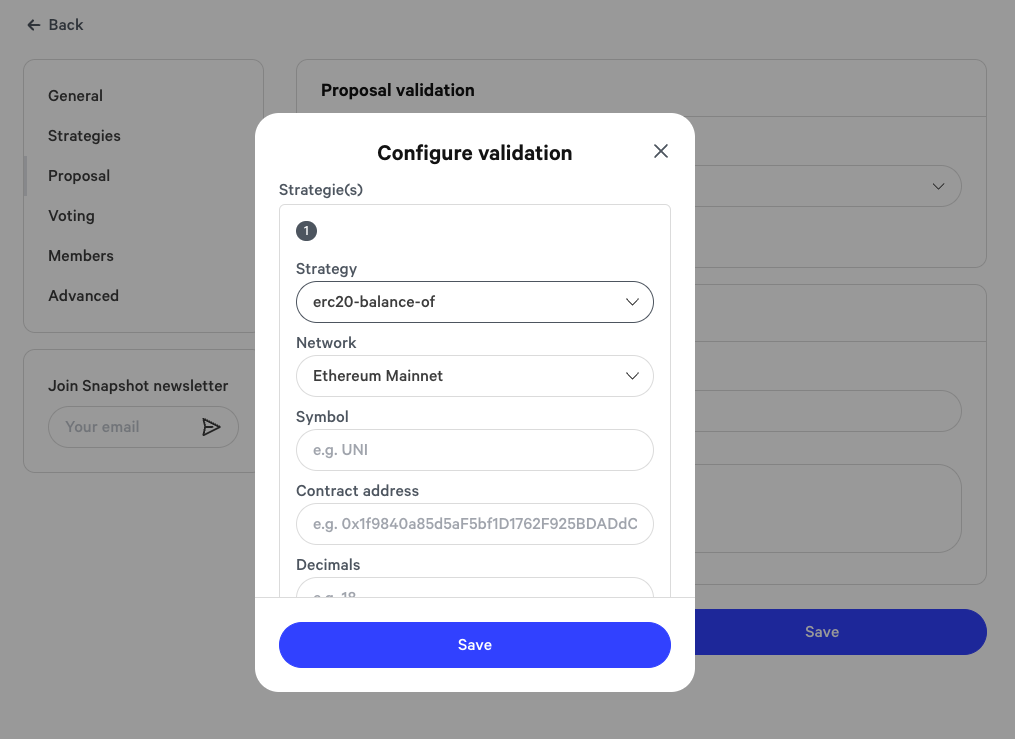 Back
General
Strategies
Proposal
Voting
Members
Advanced
Join Snapshot newsletter
Your email
Proposal validation
Configure validation
Strategie(s)
1
Strategy
erc20-balance-of
Network
Ethereum Mainnet
Symbol
e.g. UNI
Contract address
e.g. 0x1f9840a85d5aF5bf1D1762F925BDADdC
Decimals
e.g. 18
Save
Save